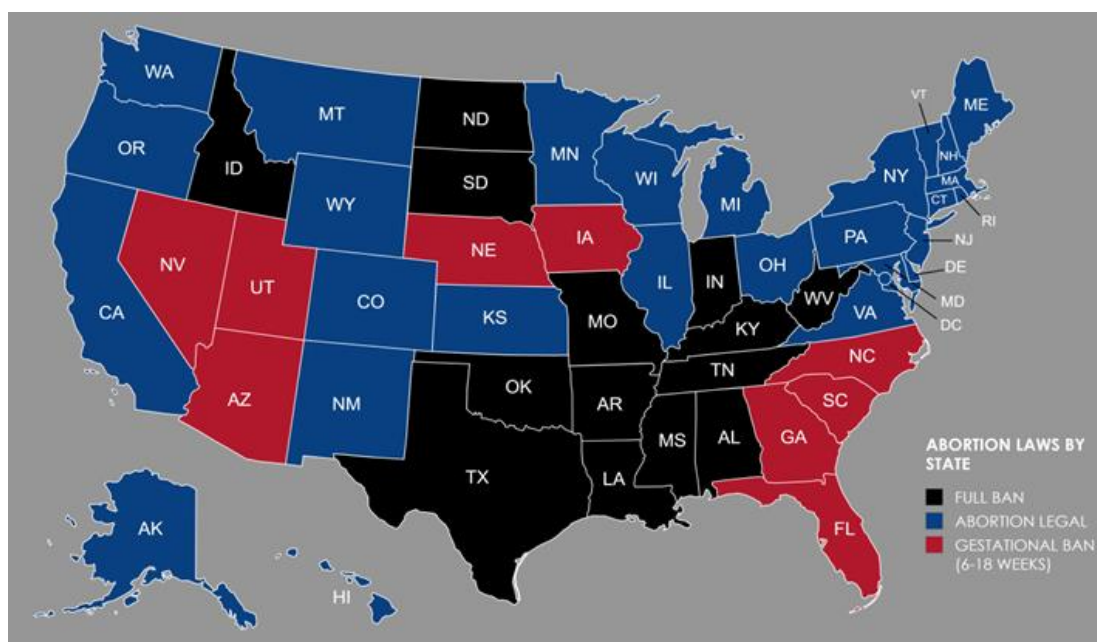 WA
MT
ND
MN
VT
ME
OR
ID
SD
WI
NH
NY
MA
WY
MI
CT
RI
NE
IA
PA
NJ
NV
UT
IL
IN
OH
DE
CO
WV
MD
CA
KS
MO
KY
VA
DC
NC
TN
OK
AZ
NM
AR
SC
MS
AL
GA
TX
LA
FL
AK
HI
ABORTION LAWS BY
STATE
FULL BAN
ABORTION LEGAL
GESTATIONAL BAN
(6-18 WEEKS)